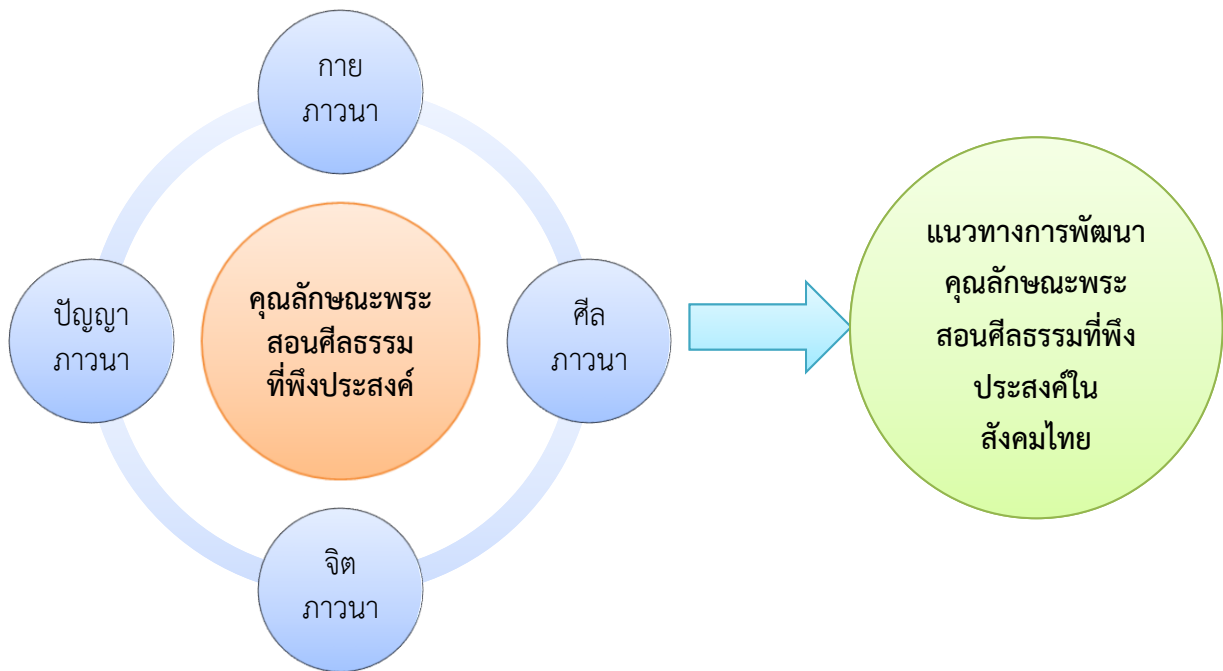 กาย
ภาวนา
ปัญญา
ภาวนา
คุณลักษณะพระ
สอนศีลธรรม
ที่พึงประสงค์
ศีล
ภาวนา
จิต
ภาวนา
แนวทางการพัฒนา
คุณลักษณะพระ
สอนศีลธรรมที่พึง
ประสงค์ใน
สังคมไทย